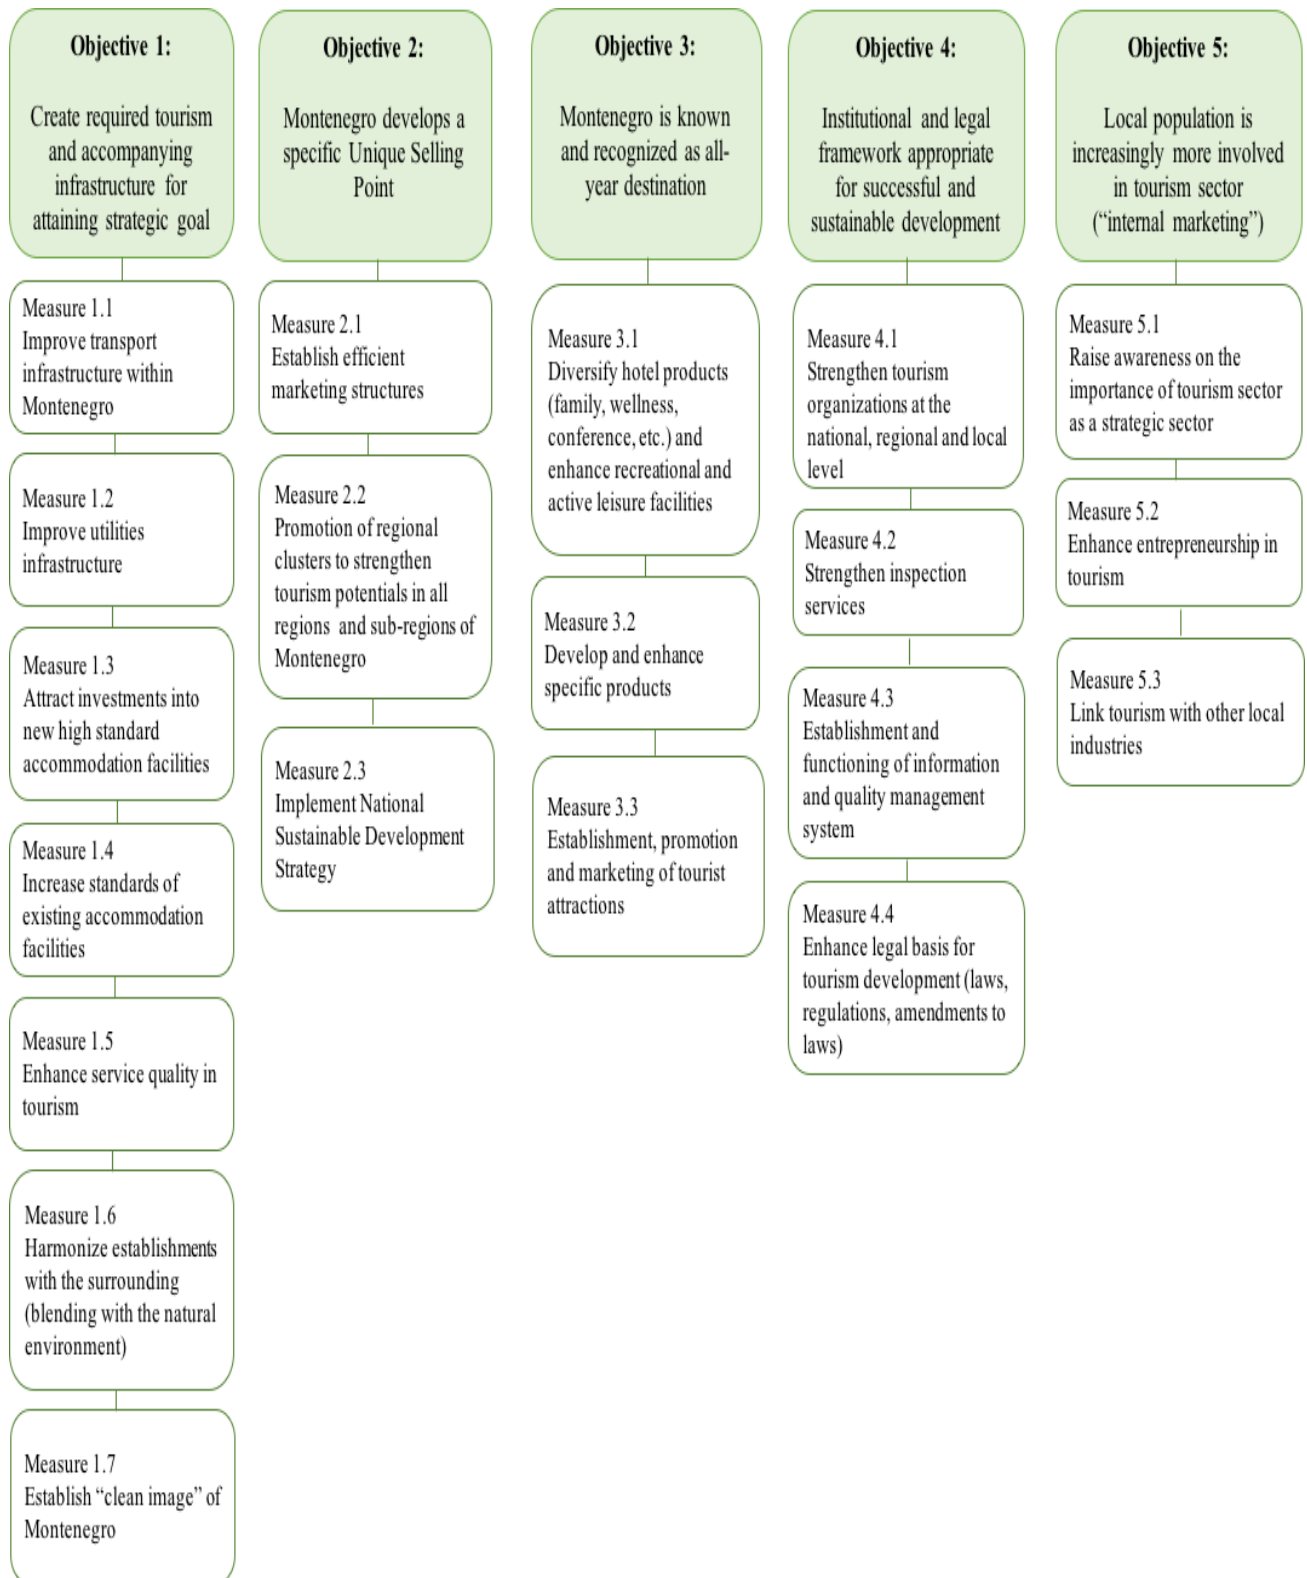 Objective 1:
Create required tourism
and accompanying
infrastructure for
attaining strategic goal
Measure 1.1
Improve transport
infrastructure within
Montenegro
Measure 1.2
Improve utilities
infrastructure
Measure 1.3
Attract investments into
new high standard
accommodation facilities
Measure 1.4
Increase standards of
existing accommodation
facilities
Measure 1.5
Enhance service quality in
tourism
Measure 1.6
Harmonize establishments
with the surrounding
(blending with the natural
environment)
Measure 1.7
Establish “clean image” of
Montenegro
Objective 2:
Montenegro develops a
specific Unique Selling
Point
Measure 2.1
Establish efficient
marketing structures
Measure 2.2
Promotion of regional
clusters to strengthen
tourism potentials in all
regions and sub-regions of
Montenegro
Measure 2.3
Implement National
Sustainable Development
Strategy
Objective 3:
Montenegro is known
and recognized as all-
year destination
Measure 3.1
Diversify hotel products
(family, wellness,
conference, etc.) and
enhance recreational and
active leisure facilities
Measure 3.2
Develop and enhance
specific products
Measure 3.3
Establishment, promotion
and marketing of tourist
attractions
Objective 4:
Institutional and legal
framework appropriate
for successful and
sustainable development
Measure 4.1
Strengthen tourism
organizations at the
national, regional and local
level
Measure 4.2
Strengthen inspection
services
Measure 4.3
Establishment and
functioning of information
and quality management
system
Measure 4.4
Enhance legal basis for
tourism development (laws,
regulations, amendments to
laws)
Objective 5:
Local population is
increasingly more involved
in tourism sector
(“internal marketing”)
Measure 5.1
Raise awareness on the
importance of tourism sector
as a strategic sector
Measure 5.2
Enhance entrepreneurship in
tourism
Measure 5.3
Link tourism with other local
industries